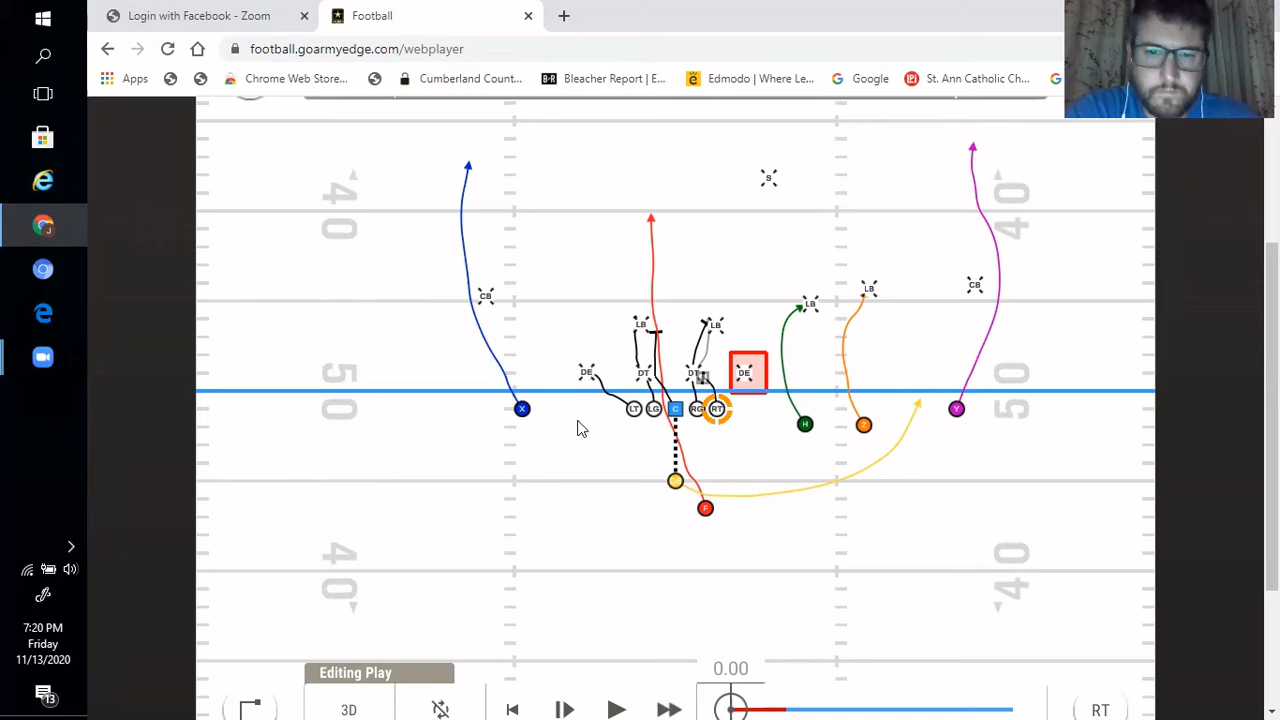 Login with Facebook - Zoom
Football
football.goarmyedge.com/webplayer
Apps
Chrome Web Store...
Cumberland Count...
B·R
Bleacher Report | E...
Edmodo | Where L...
Google
St. Ann Catholic Ch...
S
40
40
CB
LB
CB
LB
LB
LB
DE
DT
DT
DE
50
X
LT
LG
C
RG
RT
H
Z
Y
50
F
40
40
7:20 PM
Friday
11/13/2020
13
Editing Play
0.00
3D
RT